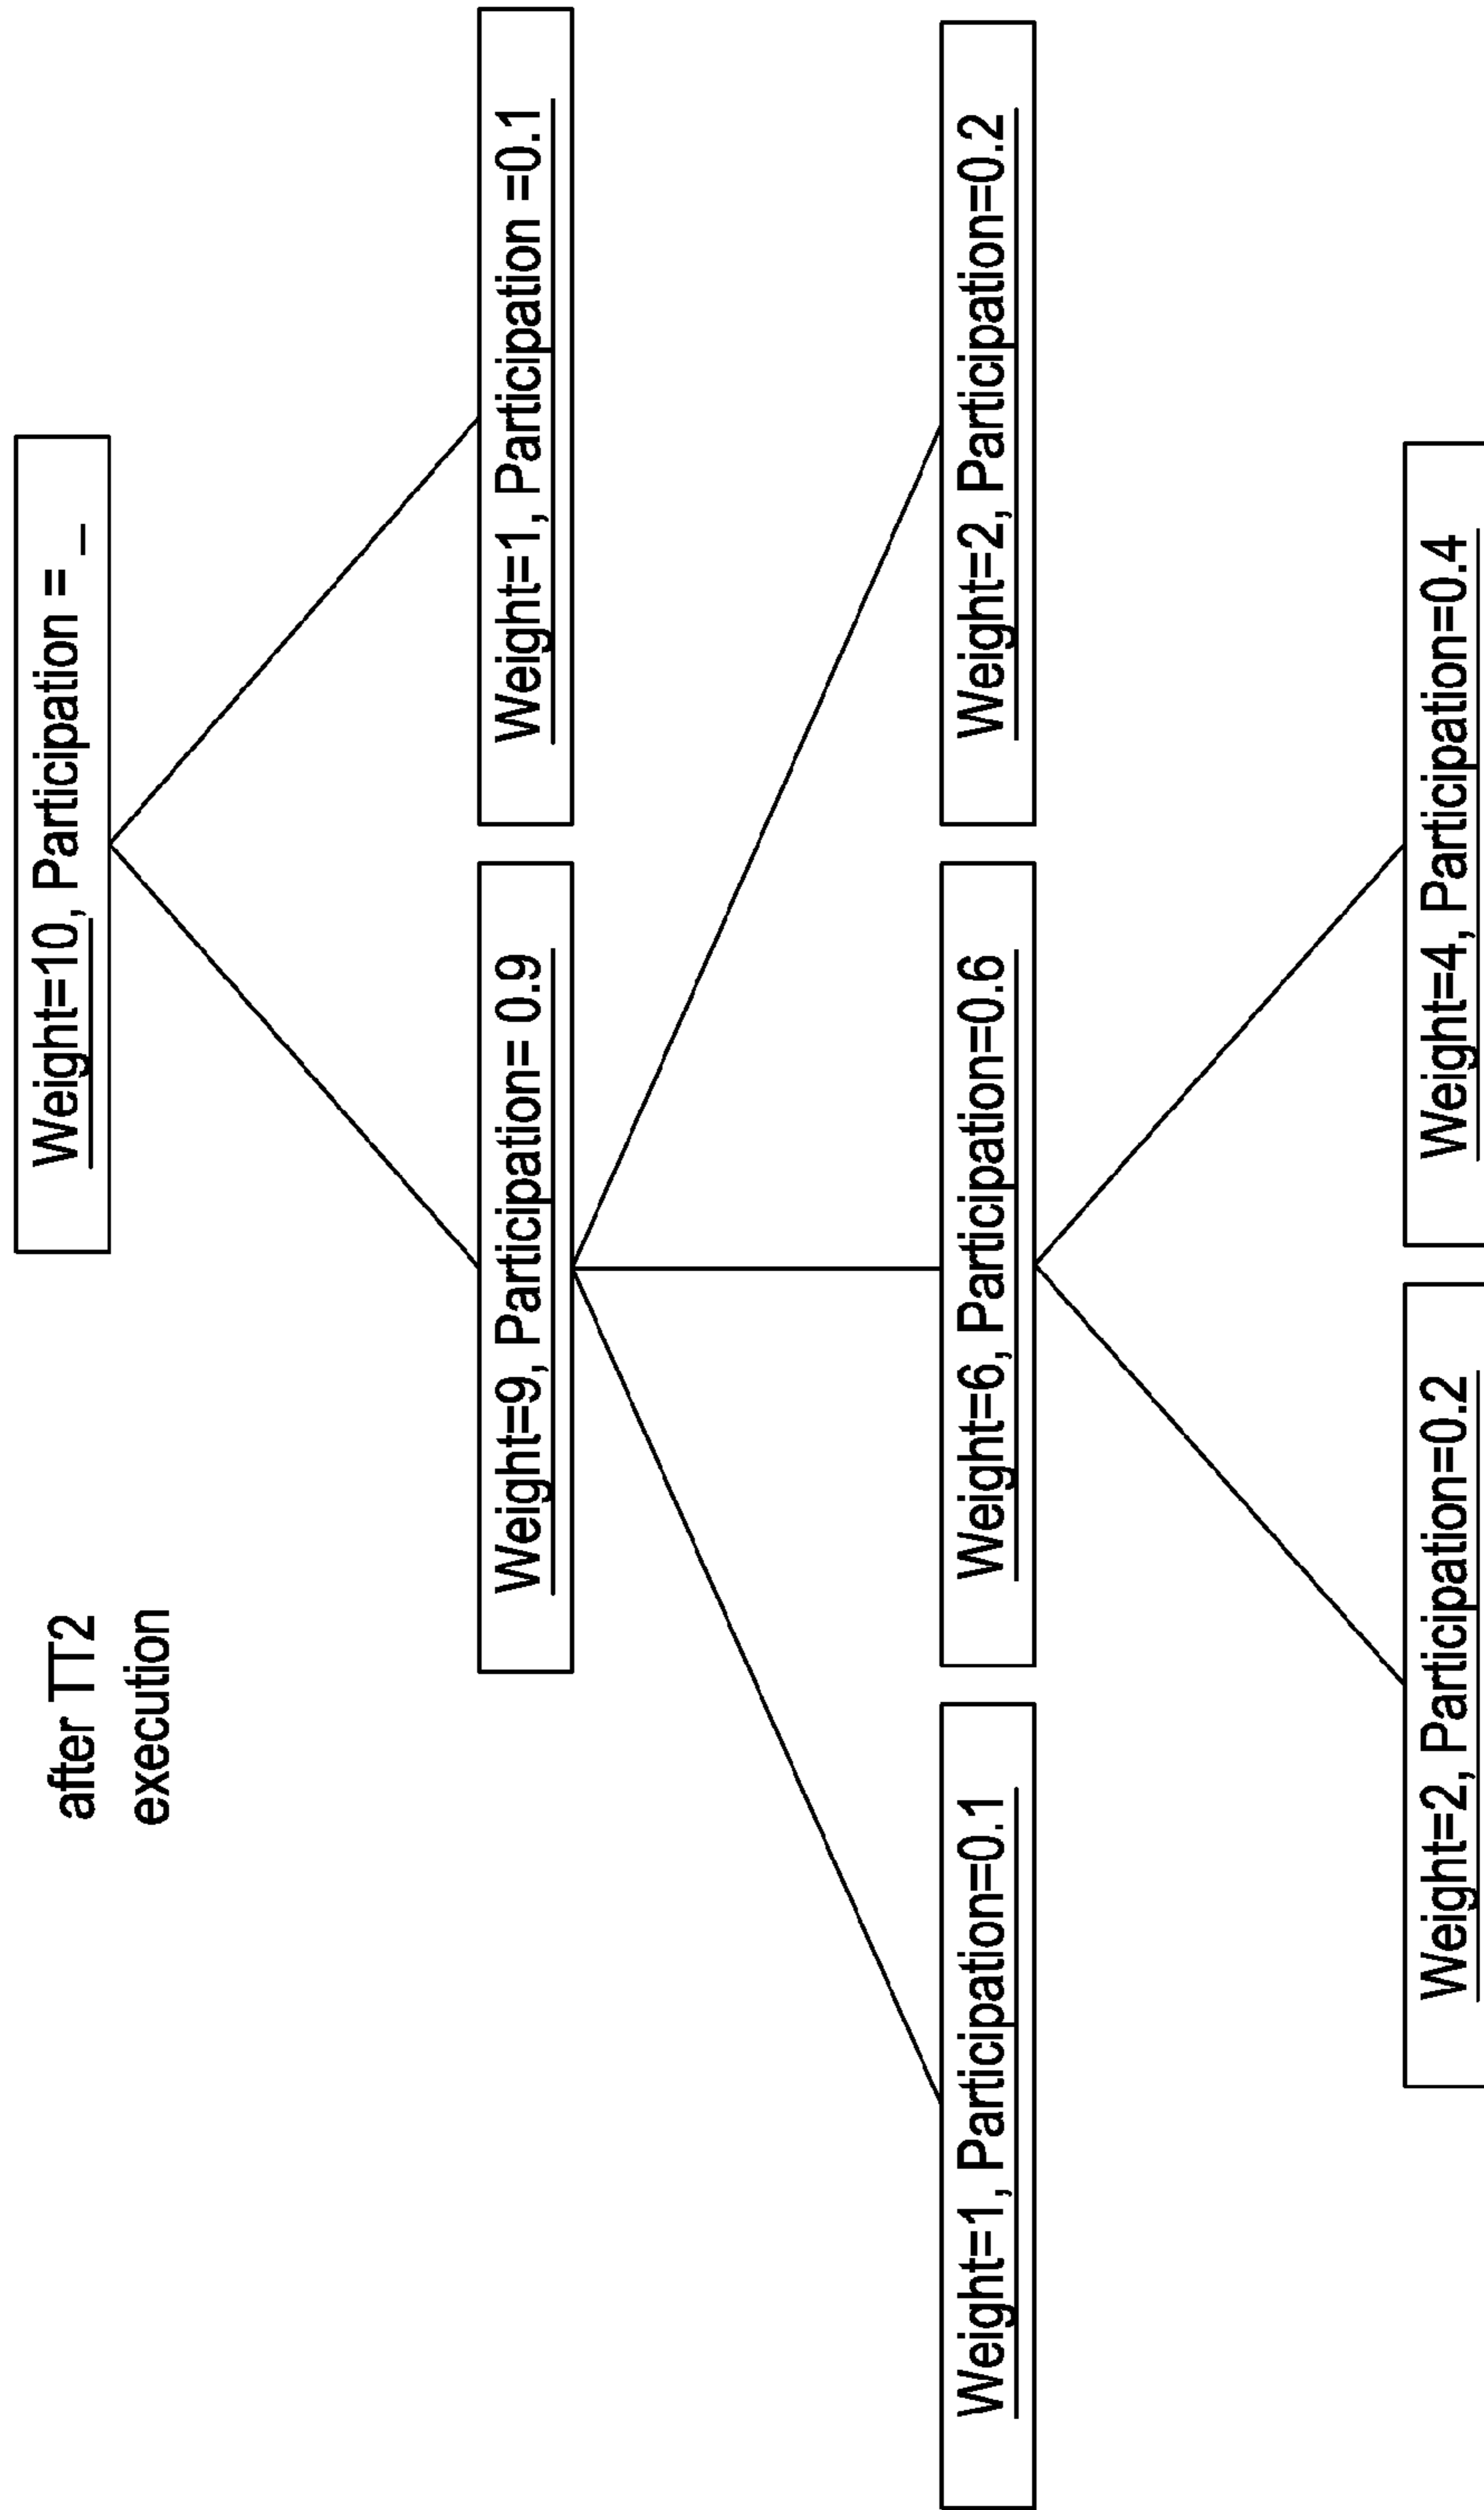 after TT2
execution
Weight=10, Participation = _
Weight=9, Participation= 0.9
Weight=1, Participation =0.1
Weight=1, Participation=0.1
Weight=6, Participation=0.6
Weight=2, Participation=0.2
Weight=2, Participation=0.2
Weight=4, Participation=0.4